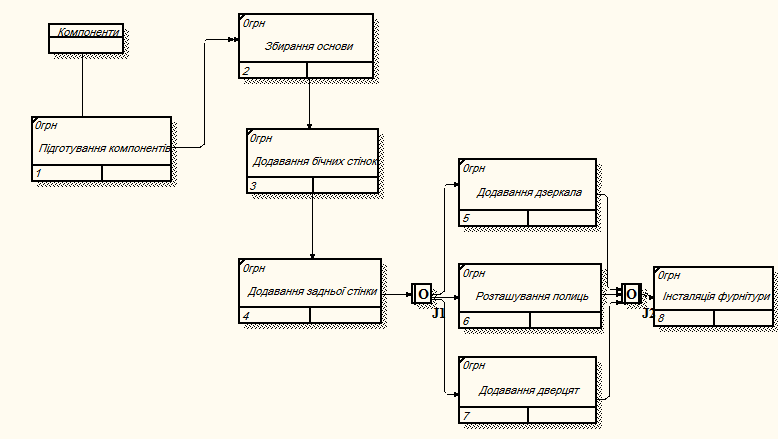 Компоненти
0грн
Підготування компонентів
1
0грн
Збирання основи
2
0грн
Додавання бічних стінок
3
0грн
Додавання задньої стінки
4
O
J1
0грн
Додавання дзеркала
5
0грн
Розташування полиць
6
0грн
Додавання дверцят
7
O
J2
0грн
Інсталяція фурнітури
8